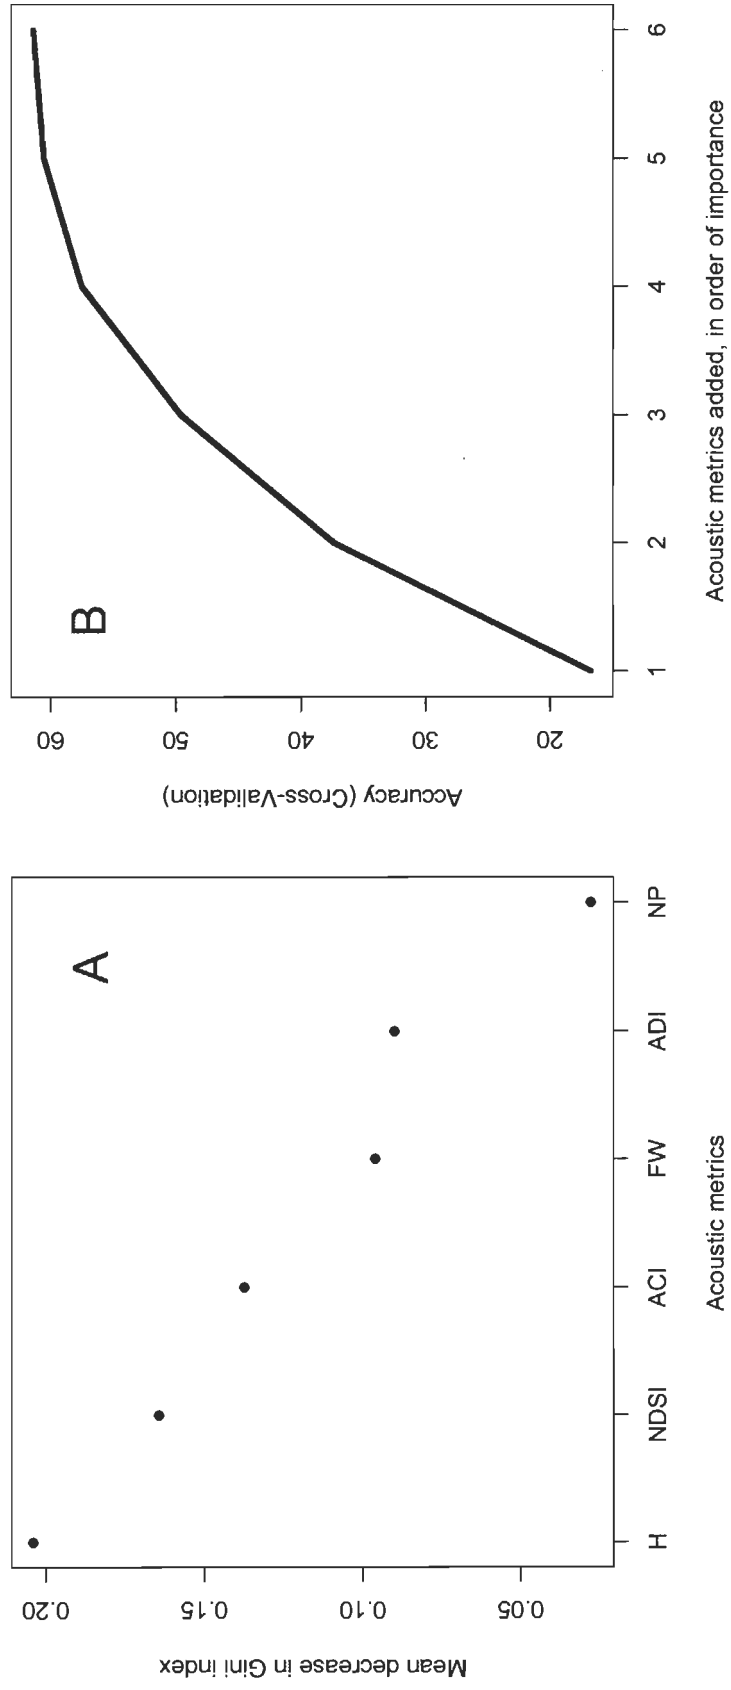 A
Mean decrease in Gini index
0.20
0.15
0.10
0.05
H
NDSI
ACI
FW
ADI
NP
Acoustic metrics
B
Accuracy (Cross-Validation)
60
50
40
30
20
1
2
3
4
5
6
Acoustic metrics added, in order of importance